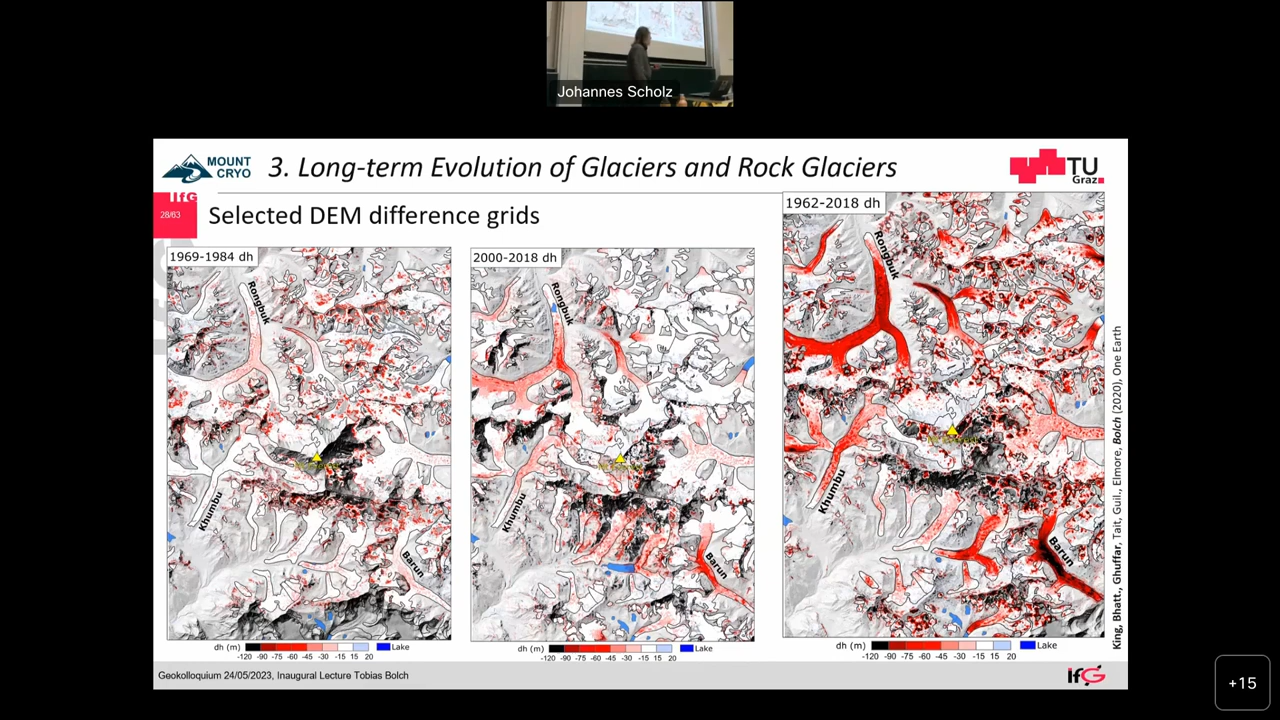 Johannes Scholz
MOUNT
CRYO
3. Long-term Evolution of Glaciers and Rock Glaciers
TU
Graz
IfG
28/63
Selected DEM difference grids
1969-1984 dh
Rongbuk
Khumbu
Barun
dh (m)
-120 -90 -75 -60 -45 -30 -15 15 20
Lake
2000-2018 dh
Rongbuk
Khumbu
Barun
dh (m)
-120 -90 -75 -60 -45 -30 -15 15 20
Lake
1962-2018 dh
Rongbuk
Khumbu
Barun
dh (m)
-120 -90 -75 -60 -45 -30 -15 15 20
Lake
King, Bhatt., Ghuffar, Tait, Guil., Elmore, Bolch (2020), One Earth
Geokolloquium 24/05/2023, Inaugural Lecture Tobias Bolch
IfG
+15